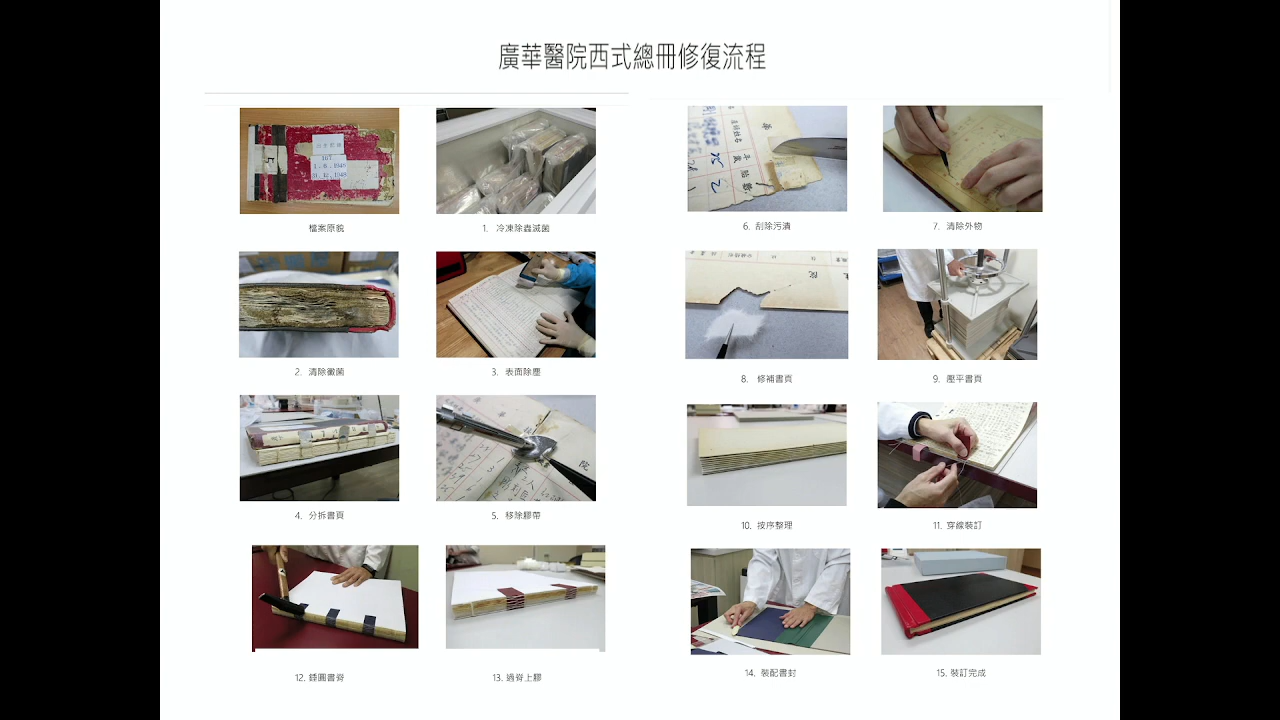 廣華醫院西式總冊修復流程
檔案原貌
1. 冷凍除蟲滅菌
2. 清除黴菌
3. 表面除塵
4. 分拆書頁
5. 移除膠帶
12. 錘圓書脊
13. 過脊上膠
6. 刮除污漬
7. 清除外物
8. 修補書頁
9. 壓平書頁
10. 按序整理
11. 穿線裝訂
14. 裝配書封
15. 裝訂完成